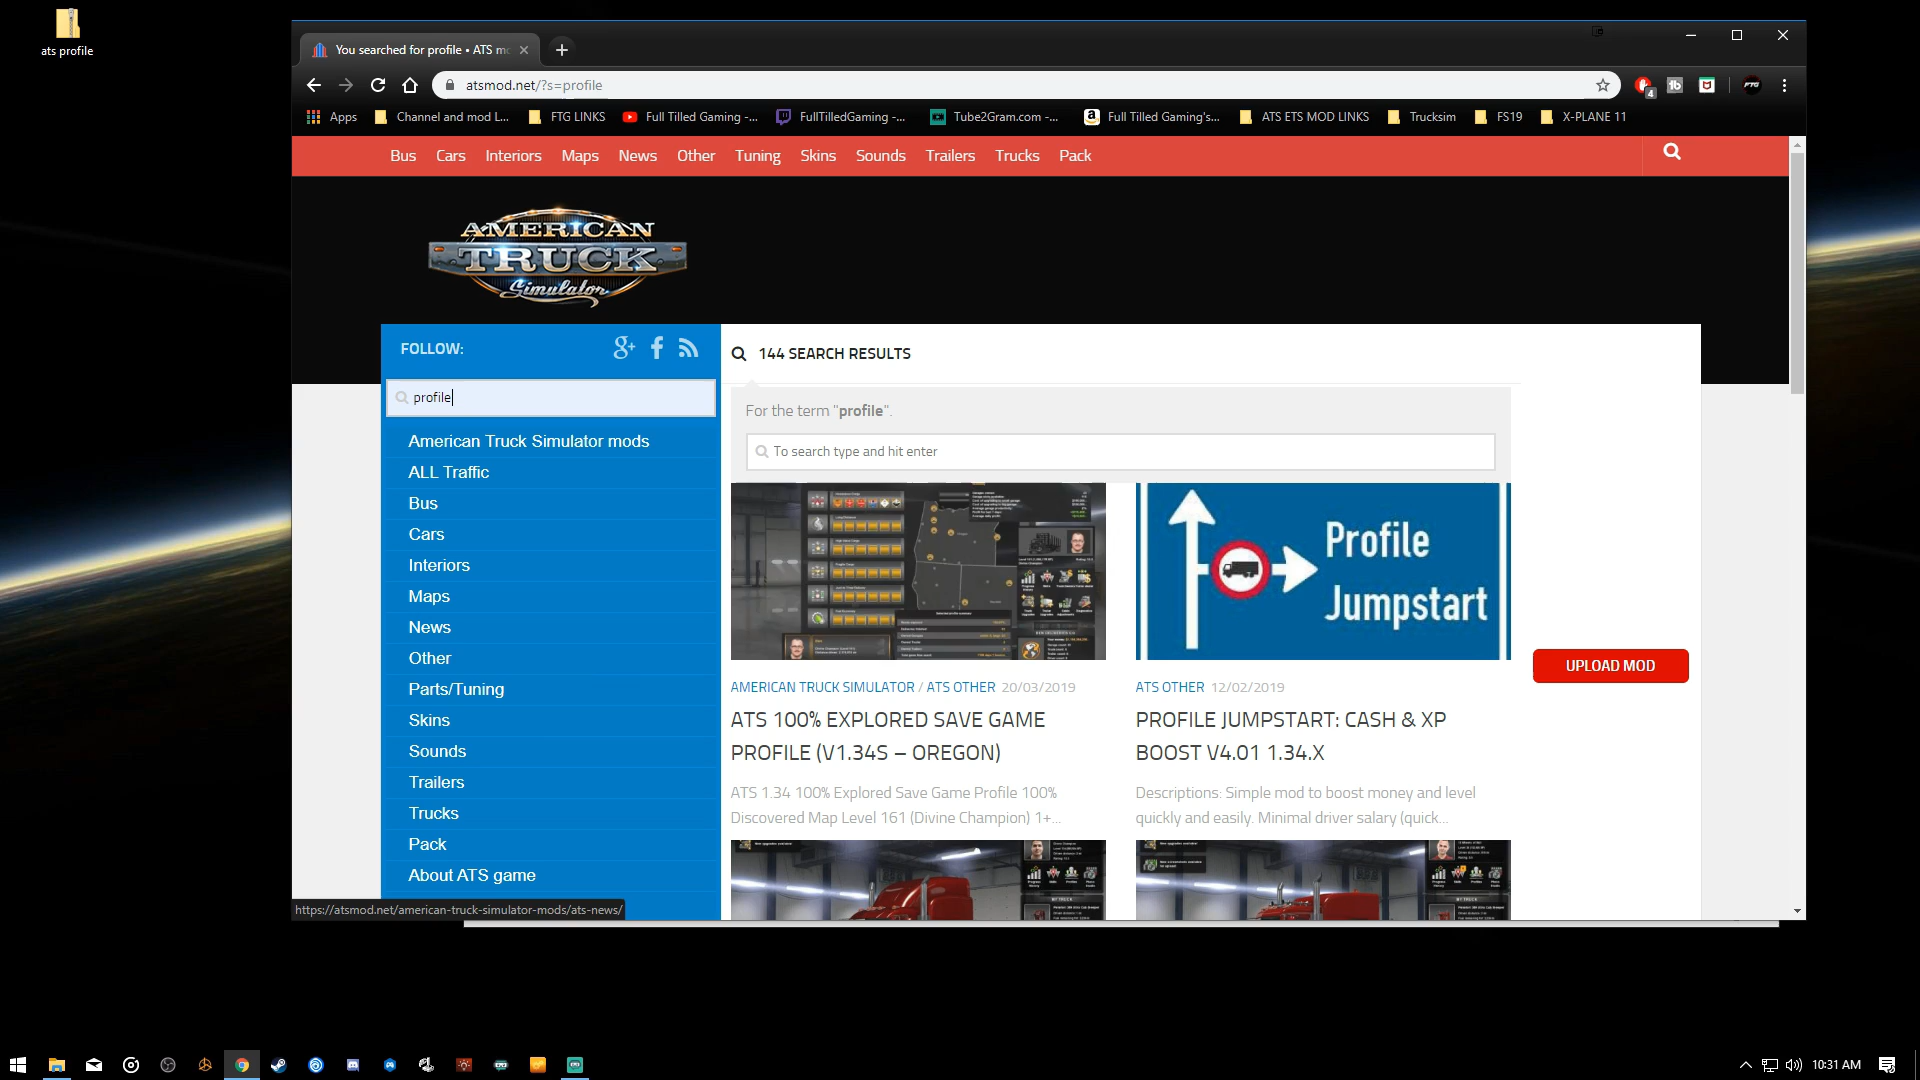 ats profile
You searched for profile • ATS mo
atsmod.net/?s=profile
4
FTG
Apps
Channel and mod L...
FTG LINKS
Full Tilled Gaming -...
FullTilledGaming -...
Tube2Gram.com -...
Full Tilled Gaming's...
ATS ETS MOD LINKS
Trucksim
FS19
X-PLANE 11
Bus Cars Interiors Maps News Other Tuning Skins Sounds Trailers Trucks Pack
AMERICAN
TRUCK
Simulator
FOLLOW:
profile
American Truck Simulator mods
ALL Traffic
Bus
Cars
Interiors
Maps
News
Other
Parts/Tuning
Skins
Sounds
Trailers
Trucks
Pack
About ATS game
144 SEARCH RESULTS
For the term "profile".
To search type and hit enter
AMERICAN TRUCK SIMULATOR / ATS OTHER 20/03/2019
ATS 100% EXPLORED SAVE GAME
PROFILE (V1.34S – OREGON)
ATS 1.34 100% Explored Save Game Profile 100%
Discovered Map Level 161 (Divine Champion) 1+...
Profile
Jumpstart
ATS OTHER 12/02/2019
PROFILE JUMPSTART: CASH & XP
BOOST V4.01 1.34.X
Descriptions: Simple mod to boost money and level
quickly and easily. Minimal driver salary (quick...
UPLOAD MOD
https://atsmod.net/american-truck-simulator-mods/ats-news/
10:31 AM